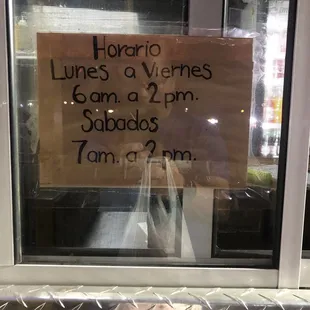 Horario
Lunes a Viernes
6 am. a 2 pm.
Sabados
7 am. a 2 pm.